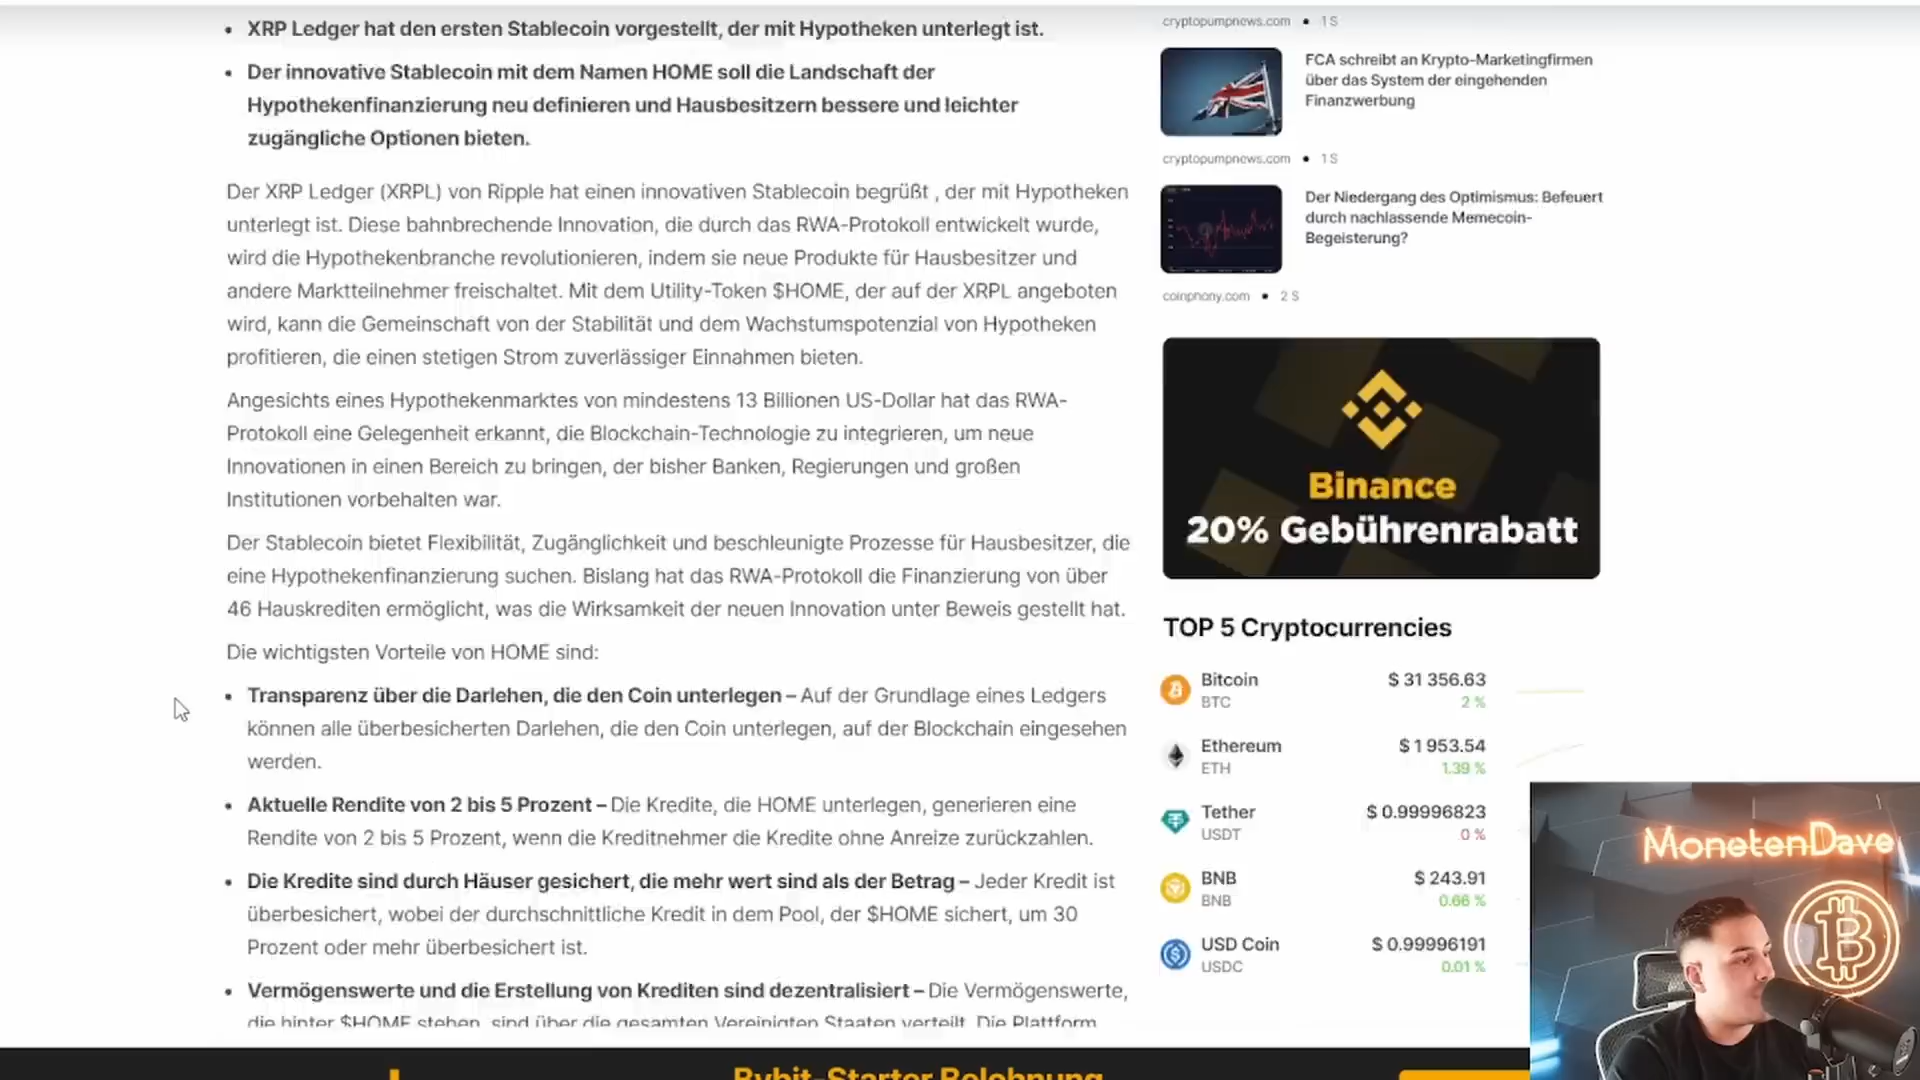 XRP Ledger hat den ersten Stablecoin vorgestellt, der mit Hypotheken unterlegt ist.
Der innovative Stablecoin mit dem Namen HOME soll die Landschaft der
Hypothekenfinanzierung neu definieren und Hausbesitzern bessere und leichter
zugängliche Optionen bieten.
Der XRP Ledger (XRPL) von Ripple hat einen innovativen Stablecoin begrüßt , der mit Hypotheken
unterlegt ist. Diese bahnbrechende Innovation, die durch das RWA-Protokoll entwickelt wurde,
wird die Hypothekenbranche revolutionieren, indem sie neue Produkte für Hausbesitzer und
andere Marktteilnehmer freischaltet. Mit dem Utility-Token $HOME, der auf der XRPL angeboten
wird, kann die Gemeinschaft von der Stabilität und dem Wachstumspotenzial von Hypotheken
profitieren, die einen stetigen Strom zuverlässiger Einnahmen bieten.
Angesichts eines Hypothekenmarktes von mindestens 13 Billionen US-Dollar hat das RWA-
Protokoll eine Gelegenheit erkannt, die Blockchain-Technologie zu integrieren, um neue
Innovationen in einen Bereich zu bringen, der bisher Banken, Regierungen und großen
Institutionen vorbehalten war.
Der Stablecoin bietet Flexibilität, Zugänglichkeit und beschleunigte Prozesse für Hausbesitzer, die
eine Hypothekenfinanzierung suchen. Bislang hat das RWA-Protokoll die Finanzierung von über
46 Hauskrediten ermöglicht, was die Wirksamkeit der neuen Innovation unter Beweis gestellt hat.
Die wichtigsten Vorteile von HOME sind:
Transparenz über die Darlehen, die den Coin unterlegen – Auf der Grundlage eines Ledgers
können alle überbesicherten Darlehen, die den Coin unterlegen, auf der Blockchain eingesehen
werden.
Aktuelle Rendite von 2 bis 5 Prozent – Die Kredite, die HOME unterlegen, generieren eine
Rendite von 2 bis 5 Prozent, wenn die Kreditnehmer die Kredite ohne Anreize zurückzahlen.
Die Kredite sind durch Häuser gesichert, die mehr wert sind als der Betrag – Jeder Kredit ist
überbesichert, wobei der durchschnittliche Kredit in dem Pool, der $HOME sichert, um 30
Prozent oder mehr überbesichert ist.
Vermögenswerte und die Erstellung von Krediten sind dezentralisiert – Die Vermögenswerte,
die hinter $HOME stehen, sind über die gesamten Vereinigten Staaten verteilt. Die Plattform
cryptopumpnews.com • 1 S
FCA schreibt an Krypto-Marketingfirmen
über das System der eingehenden
Finanzwerbung
cryptopumpnews.com • 1 S
Der Niedergang des Optimismus: Befeuert
durch nachlassende Memecoin-
Begeisterung?
coinphony.com • 2 S
Binance
20% Gebührenrabatt
TOP 5 Cryptocurrencies
Bitcoin $ 31 356.63
BTC 2 %
Ethereum $ 1 953.54
ETH 1.39 %
Tether $ 0.99996823
USDT 0 %
BNB $ 243.91
BNB 0.66 %
USD Coin $ 0.99996191
USDC 0.01 %
MonetenDave
Bybit-Starter Belohnung